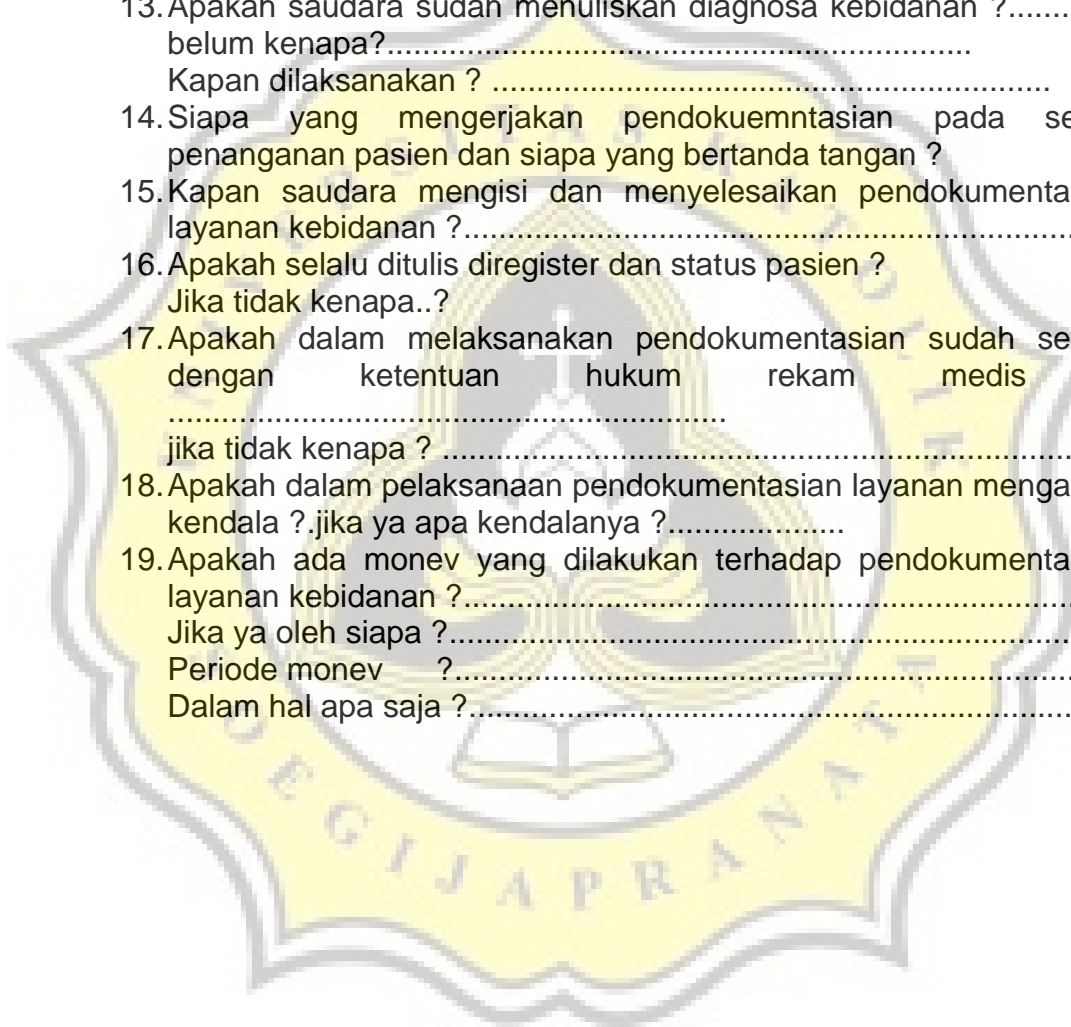 13. Apakah saudara sudah menuliskan diagnosa kebidanan ?........
belum kenapa?..................................................................
Kapan dilaksanakan ? ...............................................................
14. Siapa yang mengerjakan pendokuemntasian pada se
penanganan pasien dan siapa yang bertanda tangan ?
15. Kapan saudara mengisi dan menyelesaikan pendokumenta
layanan kebidanan ?.....................................................................
16. Apakah selalu ditulis diregister dan status pasien ?
Jika tidak kenapa..?
17. Apakah dalam melaksanakan pendokumentasian sudah se
dengan ketentuan hukum rekam medis
...............................................................
jika tidak kenapa ? .......................................................................
18. Apakah dalam pelaksanaan pendokumentasian layanan menga
kendala ?.jika ya apa kendalanya ?....................
19. Apakah ada monev yang dilakukan terhadap pendokumenta
layanan kebidanan ?.....................................................................
Jika ya oleh siapa ?.......................................................................
Periode monev ?......................................................................
Dalam hal apa saja ?....................................................................
KATOLIK
SOEGIJAPRANATA